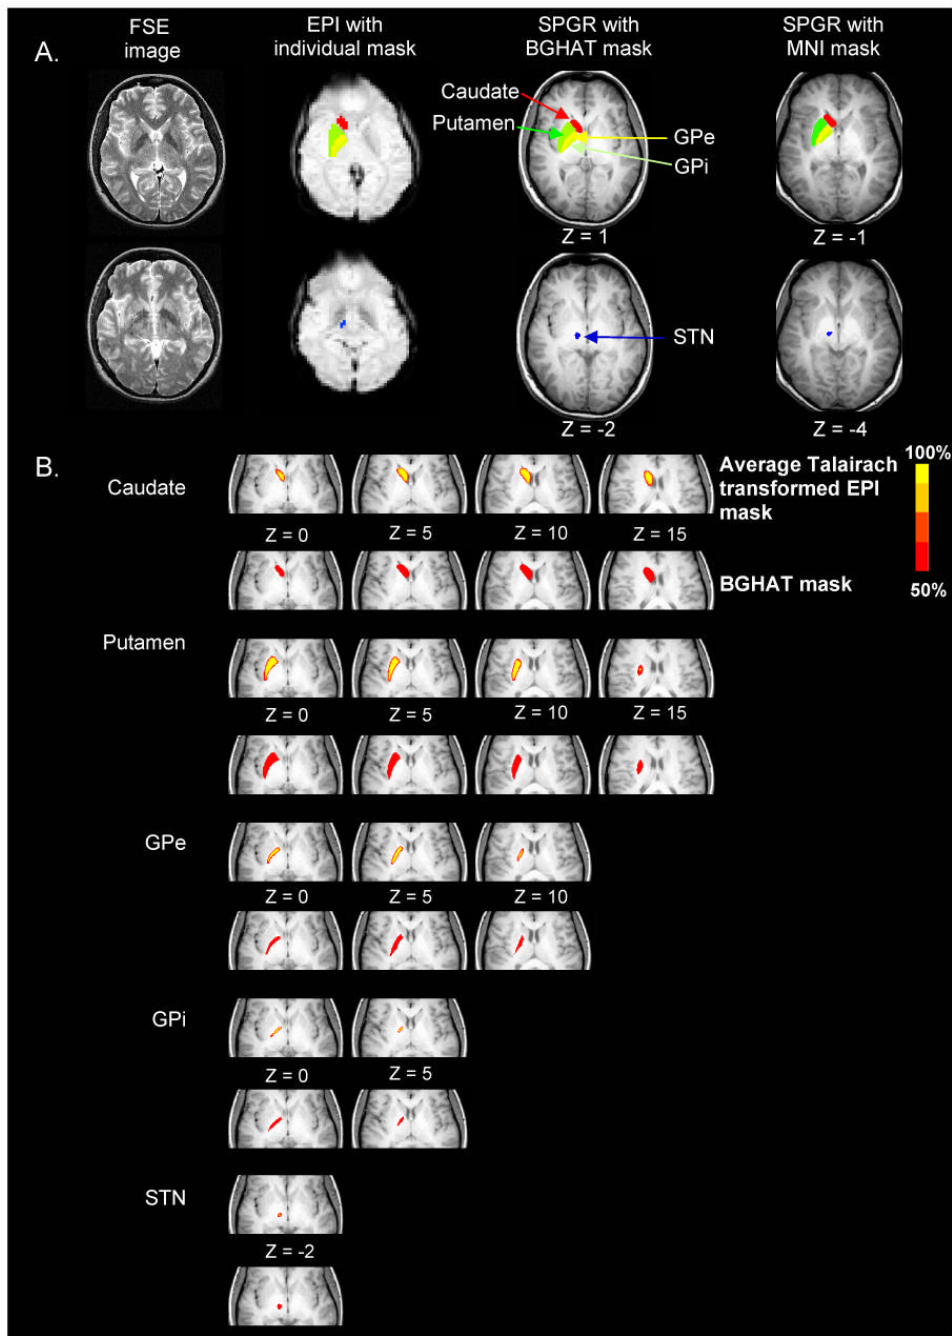 A.
FSE
image
EPI with
individual mask
SPGR with
BGHAT mask
SPGR with
MNI mask
Caudate
Putamen
GPe
GPi
Z = 1
Z = -1
STN
Z = -2
Z = -4
B.
Caudate
Average Talairach
transformed EPI
mask
100%
50%
Z = 0
Z = 5
Z = 10
Z = 15
BGHAT mask
Putamen
Z = 0
Z = 5
Z = 10
Z = 15
GPe
Z = 0
Z = 5
Z = 10
GPi
Z = 0
Z = 5
STN
Z = -2